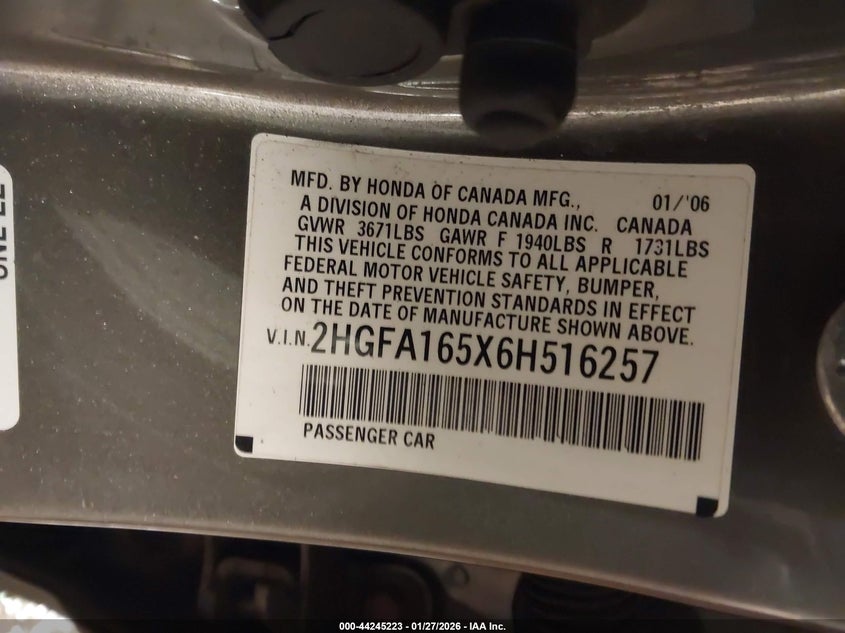 MFD. BY HONDA OF CANADA MFG., 01/'06
A DIVISION OF HONDA CANADA INC. CANADA
GVWR 3671LBS GAWR F 1940LBS R 1731LBS
THIS VEHICLE CONFORMS TO ALL APPLICABLE
FEDERAL MOTOR VEHICLE SAFETY, BUMPER,
AND THEFT PREVENTION STANDARDS IN EFFECT
ON THE DATE OF MANUFACTURE SHOWN ABOVE.
V.I.N. 2HGFA165X6H516257
PASSENGER CAR
000-44245223 - 01/27/2026 - IAA Inc.